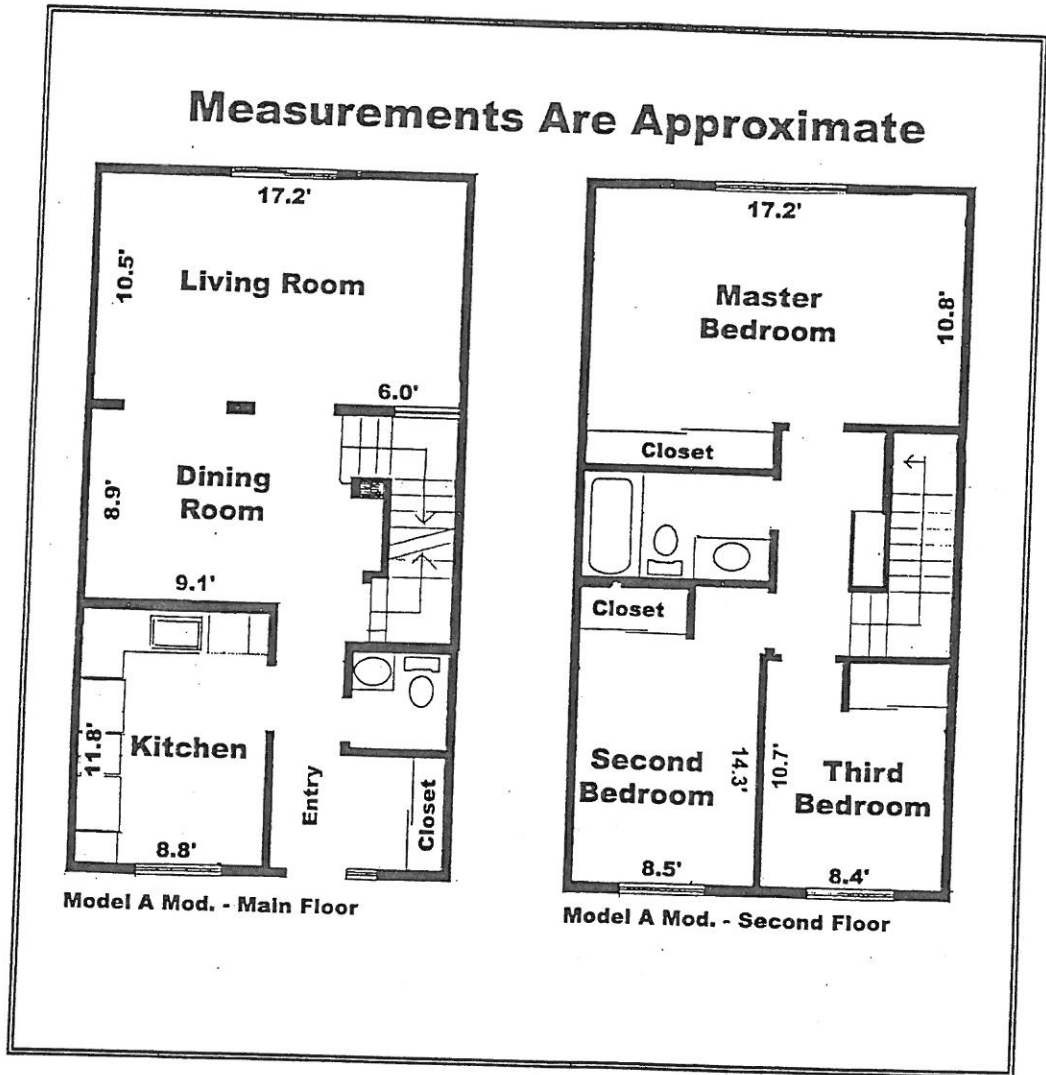 Measurements Are Approximate
17.2'
10.5'
Living Room
6.0'
Dining
Room
8.9'
9.1'
Kitchen
11.8'
8.8'
Entry
Closet
Model A Mod. - Main Floor
17.2'
Master
Bedroom
10.8'
Closet
Closet
Second
Bedroom
14.3'
8.5'
10.7'
Third
Bedroom
8.4'
Model A Mod. - Second Floor